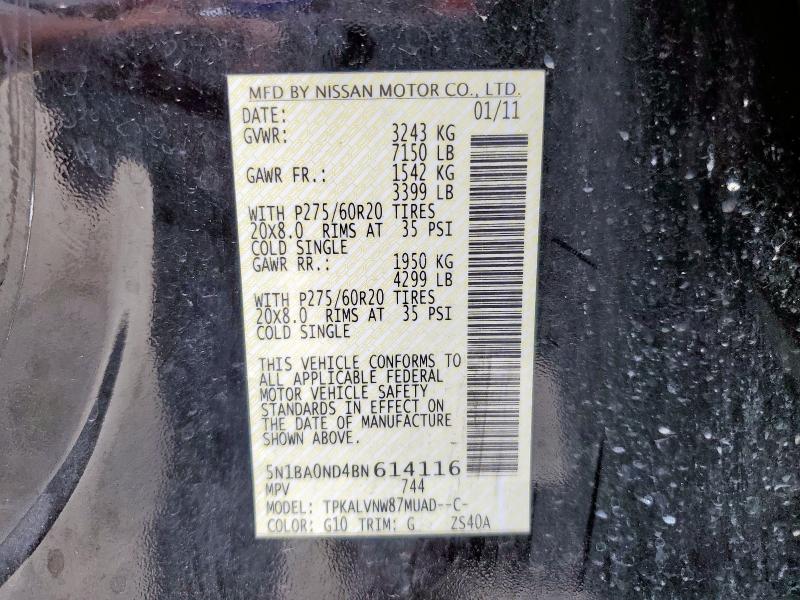 MFD BY NISSAN MOTOR CO., LTD.
DATE: 01/11
GVWR: 3243 KG
7150 LB
GAWR FR.: 1542 KG
3399 LB
WITH P275/60R20 TIRES
20X8.0 RIMS AT 35 PSI
COLD SINGLE
GAWR RR.: 1950 KG
4299 LB
WITH P275/60R20 TIRES
20X8.0 RIMS AT 35 PSI
COLD SINGLE
THIS VEHICLE CONFORMS TO
ALL APPLICABLE FEDERAL
MOTOR VEHICLE SAFETY
STANDARDS IN EFFECT ON
THE DATE OF MANUFACTURE
SHOWN ABOVE.
5N1BA0ND4BN614116
MPV 744
MODEL: TPKALVNW87MUAD--C-
COLOR: G10 TRIM: G ZS40A